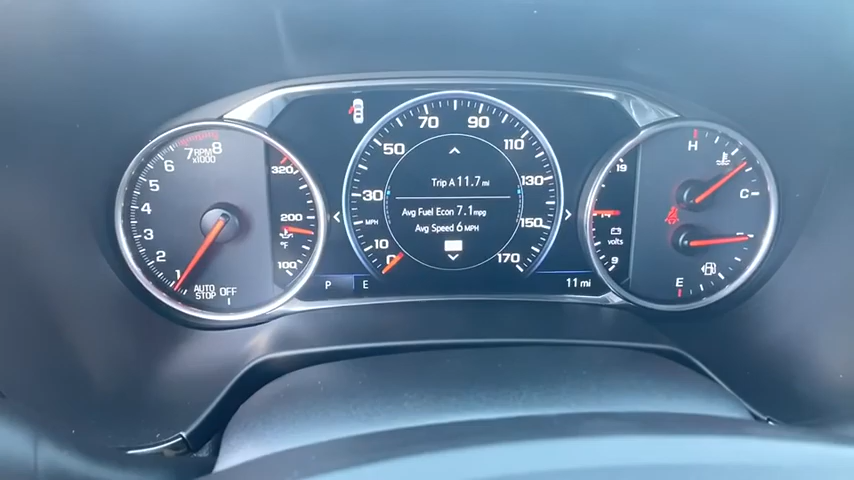 1
2
3
4
5
6
7
8
RPM
x1000
AUTO
STOP
OFF
320
200
°F
100
0
10
30
50
70
90
110
130
150
170
MPH
Trip A 11.7 mi
Avg Fuel Econ 7.1 mpg
Avg Speed 6 MPH
P E
11 mi
19
14
volts
9
H
C
E